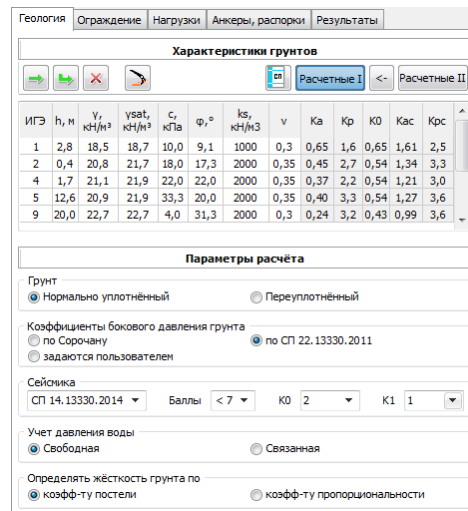 Геология Ограждение Нагрузки Анкеры, распорки Результаты
Характеристики грунтов
СП Расчетные I <- Расчетные II
ИГЭ h, м γ, кН/м³ γsat, кН/м³ c, кПа φ,° ks, кН/м3 ν Ka Kp K0 Kac Kpc
1 2,8 18,5 18,7 10,0 9,1 1000 0,3 0,65 1,6 0,65 1,61 2,5
2 0,4 20,8 21,7 18,0 17,3 2000 0,35 0,45 2,7 0,54 1,34 3,3
4 1,7 21,1 21,9 22,0 22,0 2000 0,35 0,37 2,2 0,54 1,21 3,0
5 12,6 20,9 21,9 33,3 20,0 2000 0,35 0,40 3,3 0,54 1,27 3,6
9 20,0 22,7 22,7 4,0 31,3 2000 0,3 0,24 3,2 0,43 0,99 3,6
Параметры расчёта
Грунт
Нормально уплотнённый Переуплотнённый
Коэффициенты бокового давления грунта
по Сорочану по СП 22.13330.2011
задаются пользователем
Сейсмика
СП 14.13330.2014 Баллы < 7 K0 2 K1 1
Учет давления воды
Свободная Связанная
Определять жёсткость грунта по
коэфф-ту постели коэфф-ту пропорциональности